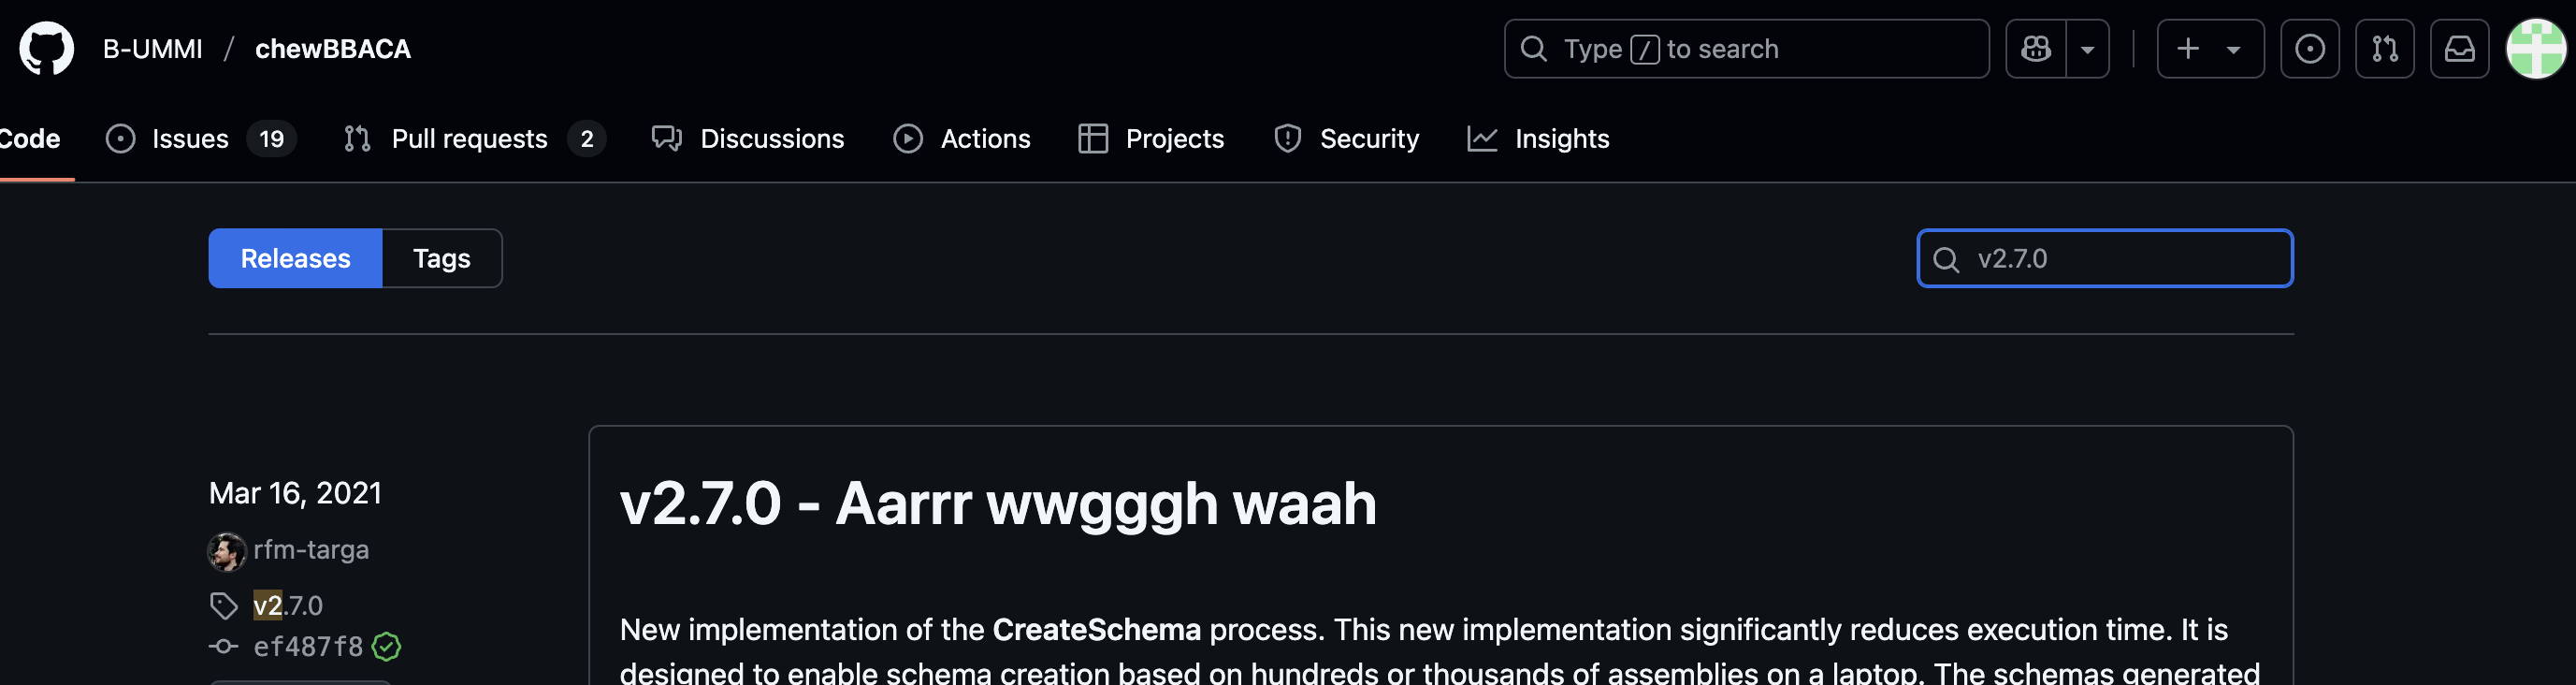 B-UMMI / chewBBACA
Type / to search
Code
Issues 19
Pull requests 2
Discussions
Actions
Projects
Security
Insights
Releases
Tags
v2.7.0
Mar 16, 2021
rfm-targa
v2.7.0
ef487f8
v2.7.0 - Aarrr wwgggh waah
New implementation of the CreateSchema process. This new implementation significantly reduces execution time. It is
designed to enable schema creation based on hundreds or thousands of assemblies on a laptop. The schemas generated